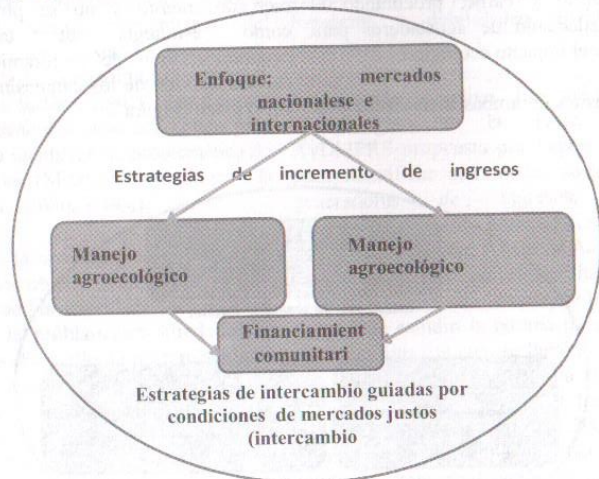 Enfoque: mercados
nacionalese e
internacionales
Estrategias de incremento de ingresos
Manejo
agroecológico
Manejo
agroecológico
Financiamient
comunitari
Estrategias de intercambio guiadas por
condiciones de mercados justos
(intercambio